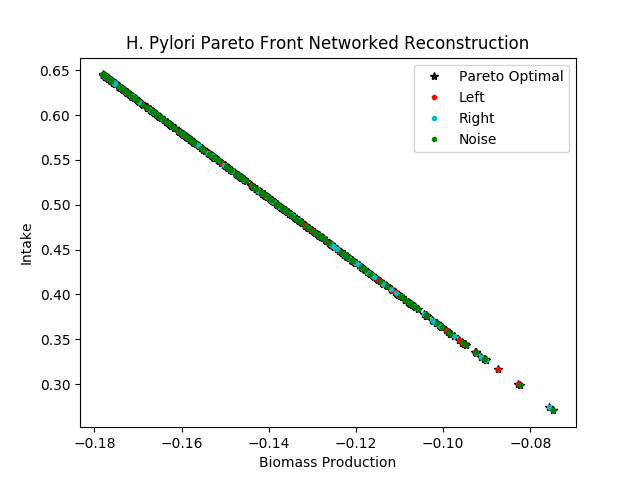 H. Pylori Pareto Front Networked Reconstruction
Pareto Optimal
Left
Right
Noise
Intake
0.65
0.60
0.55
0.50
0.45
0.40
0.35
0.30
−0.18
−0.16
−0.14
−0.12
−0.10
−0.08
Biomass Production